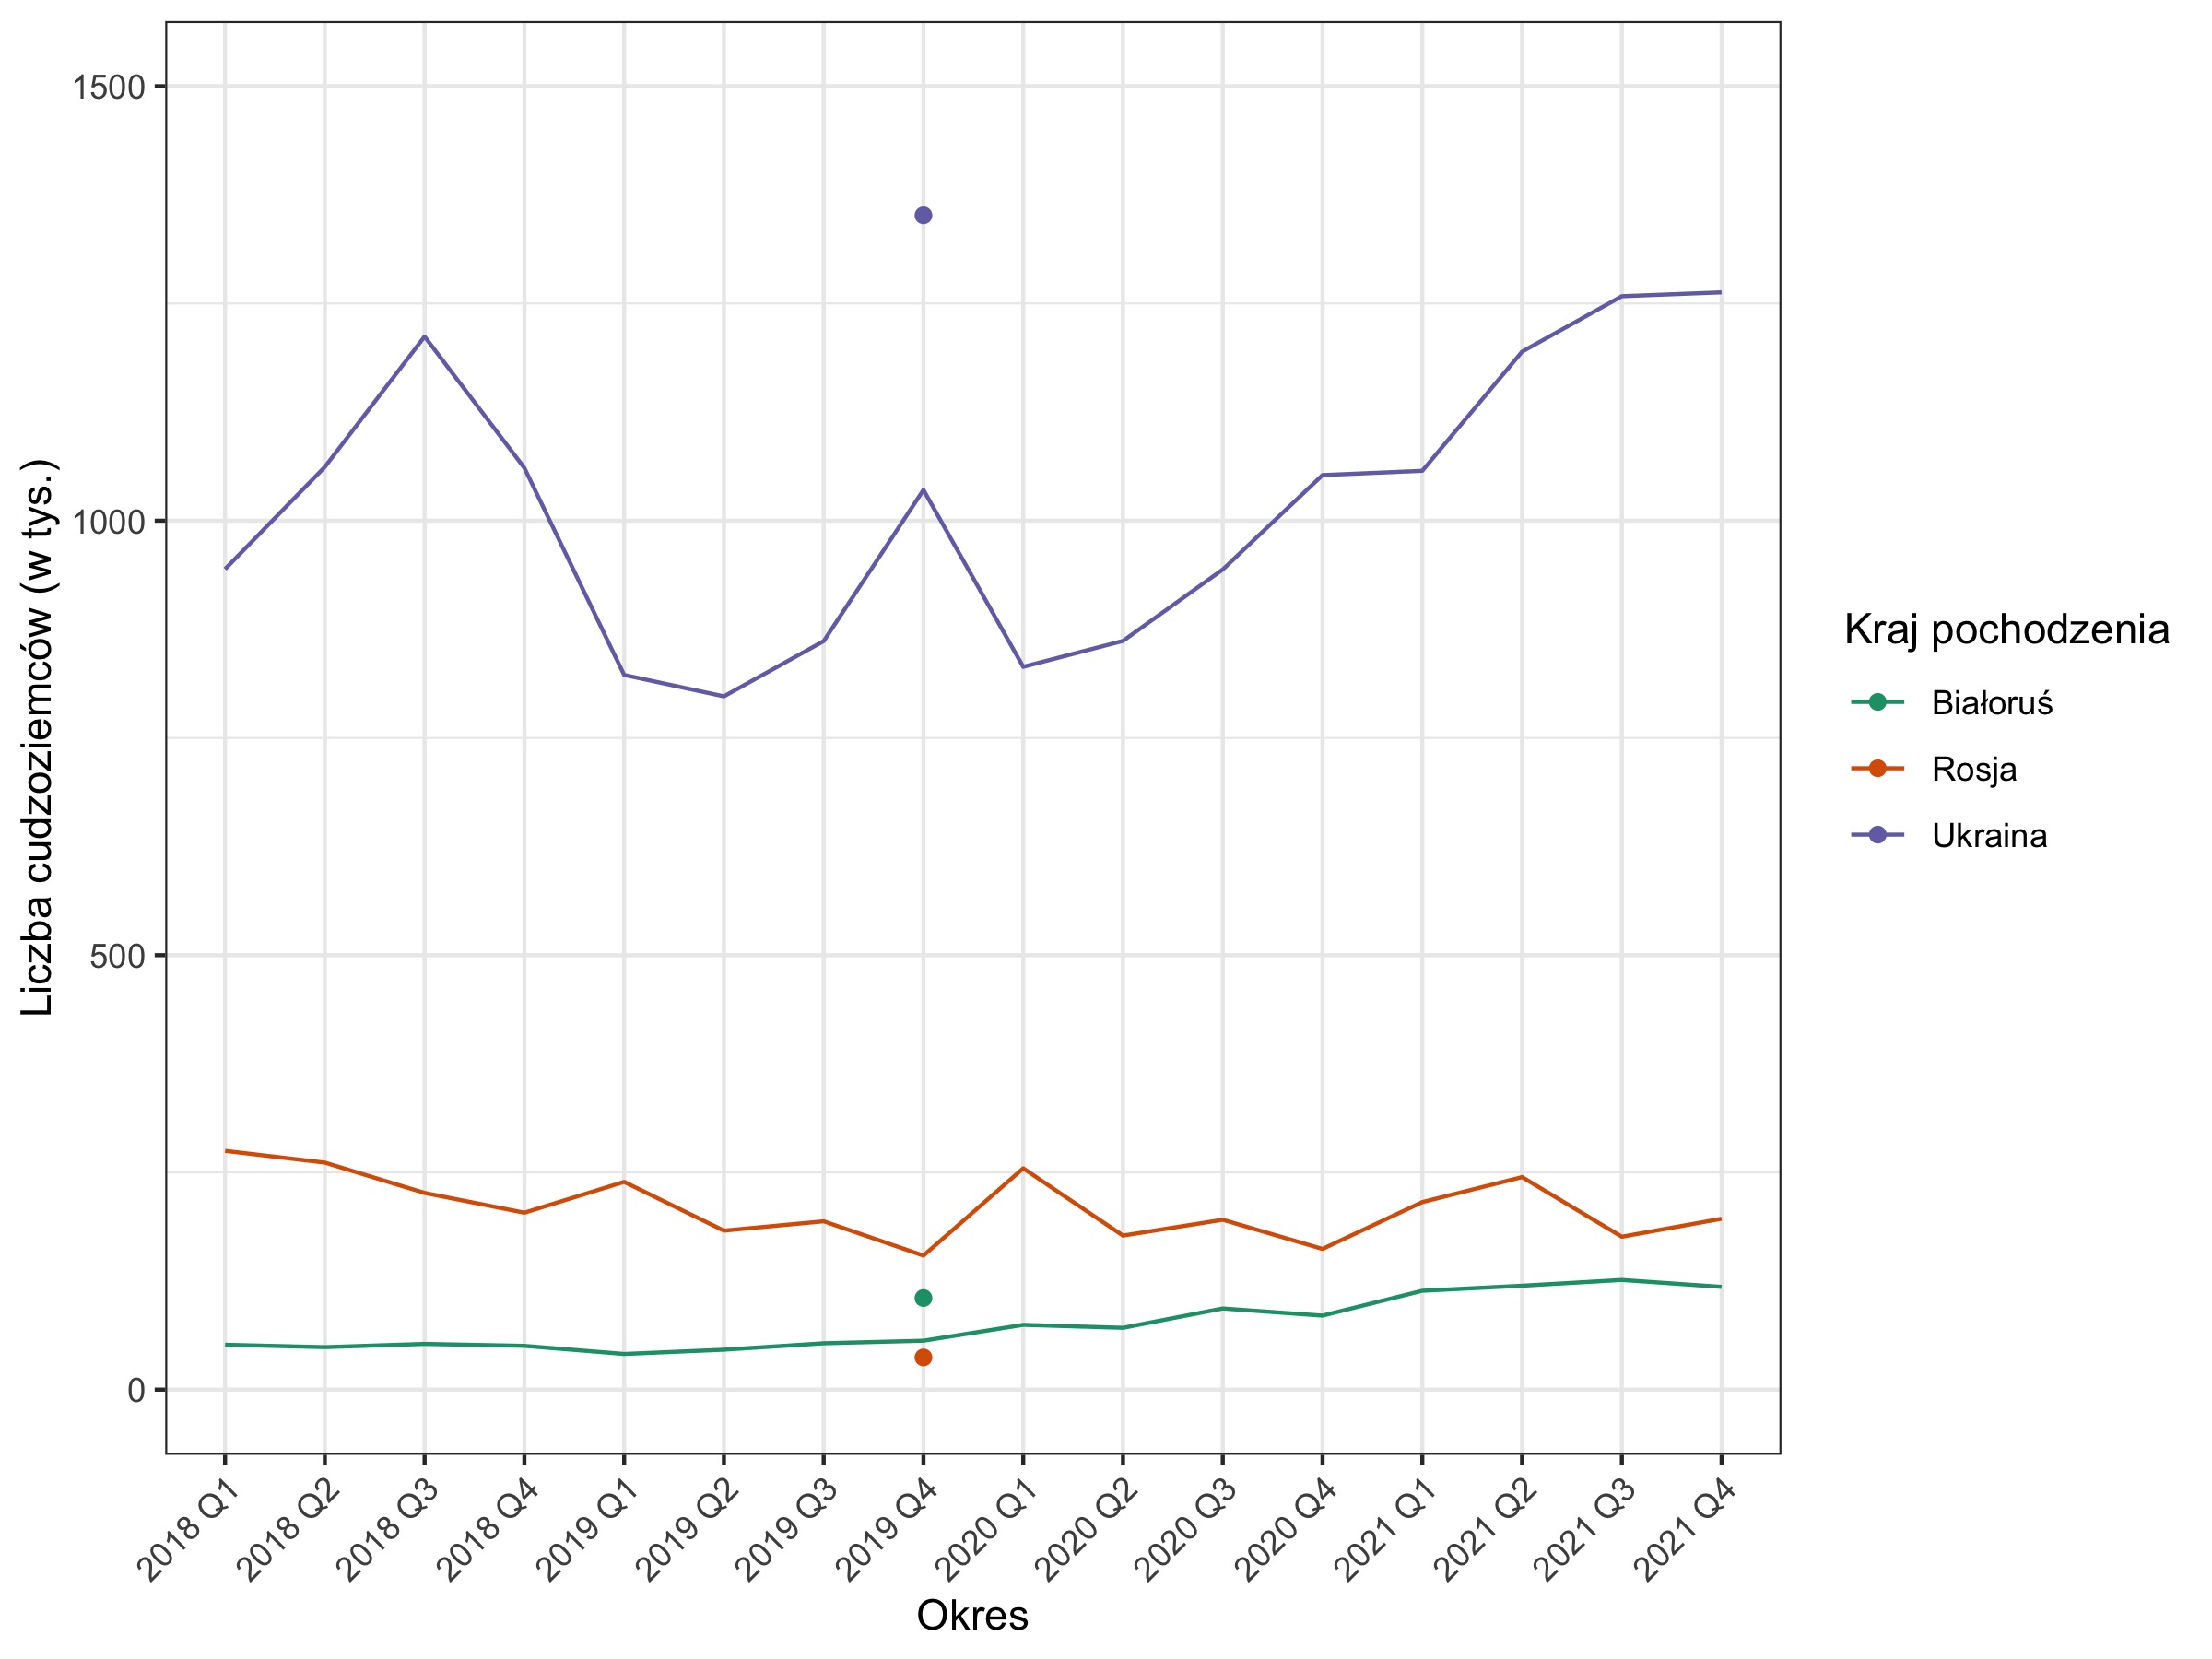 1500
1000
500
0
Liczba cudzoziemców (w tys.)
2018 Q1
2018 Q2
2018 Q3
2018 Q4
2019 Q1
2019 Q2
2019 Q3
2019 Q4
2020 Q1
2020 Q2
2020 Q3
2020 Q4
2021 Q1
2021 Q2
2021 Q3
2021 Q4
Okres
Kraj pochodzenia
Białoruś
Rosja
Ukraina